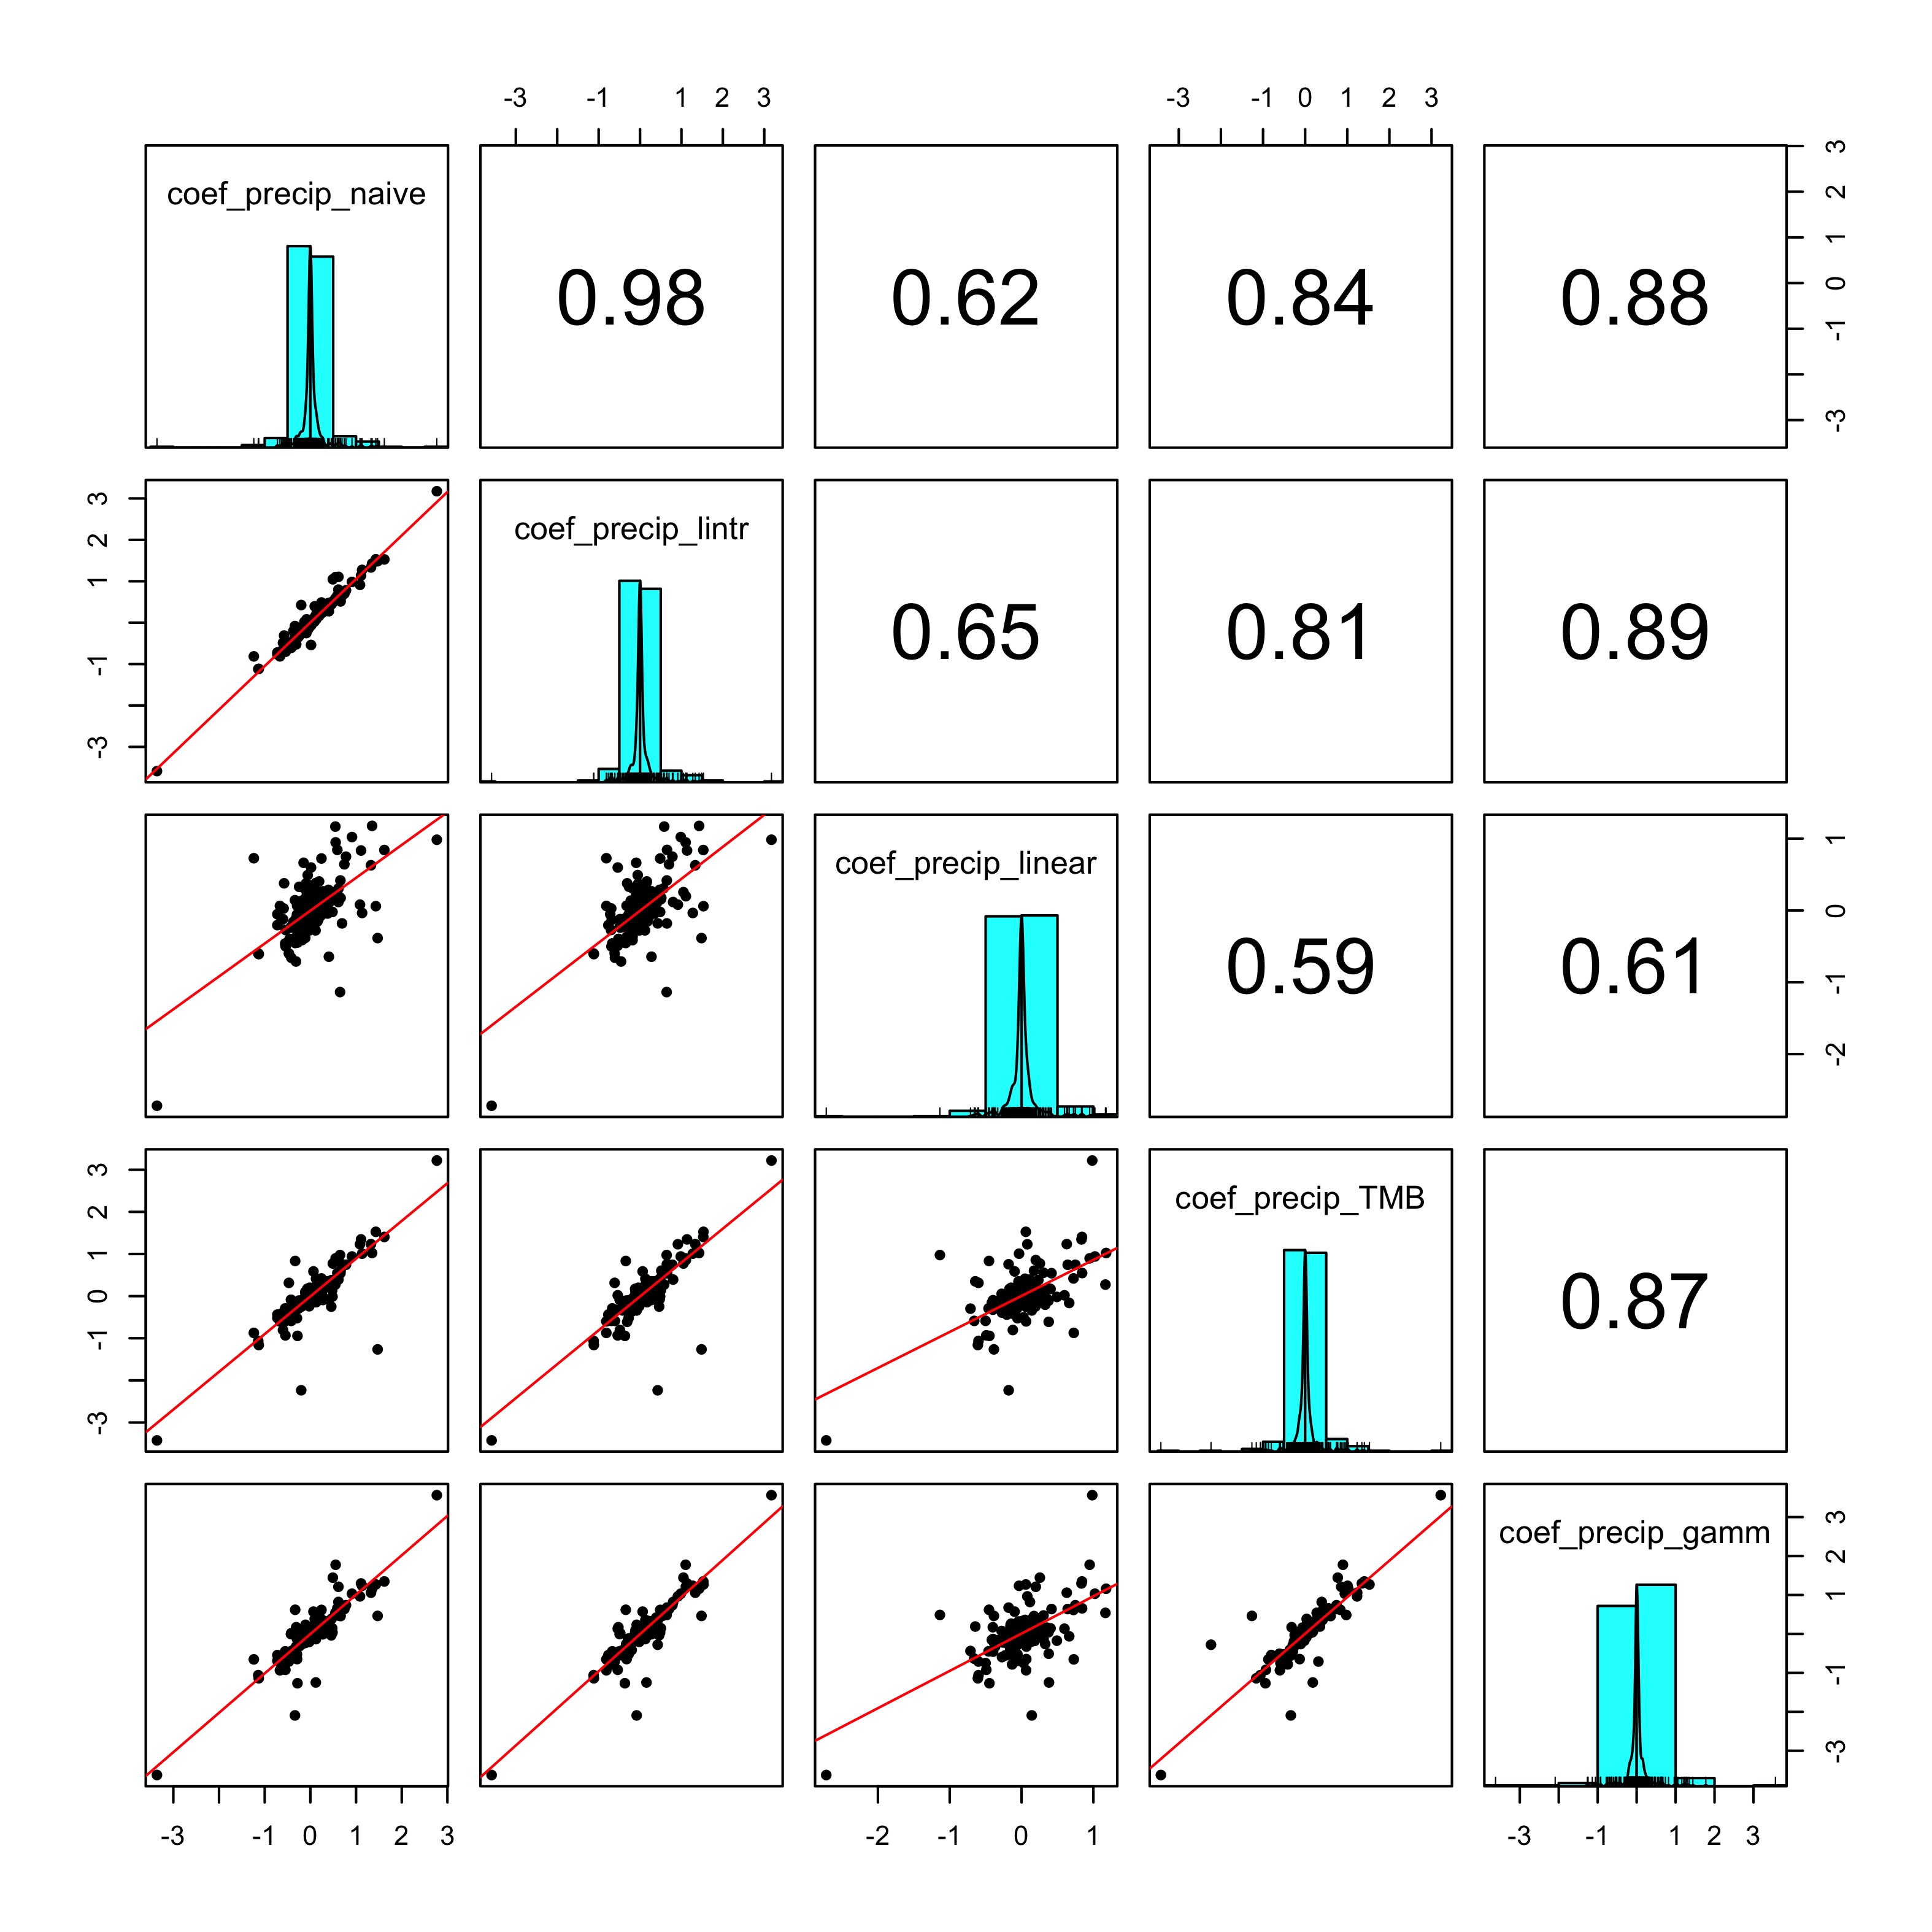 -3 -1 1 2 3 -3 -1 0 1 2 3
coef_precip_naive 0.98 0.62 0.84 0.88
3 2 1 0 -1 -3
3 2 1 -1 -3
coef_precip_lintr 0.65 0.81 0.89
coef_precip_linear 0.59 0.61
1 0 -1 -2
3 2 1 0 -1 -3
coef_precip_TMB 0.87
coef_precip_gamm
3 2 1 -1 -3
-3 -1 0 1 2 3 -2 -1 0 1 -3 -1 1 2 3